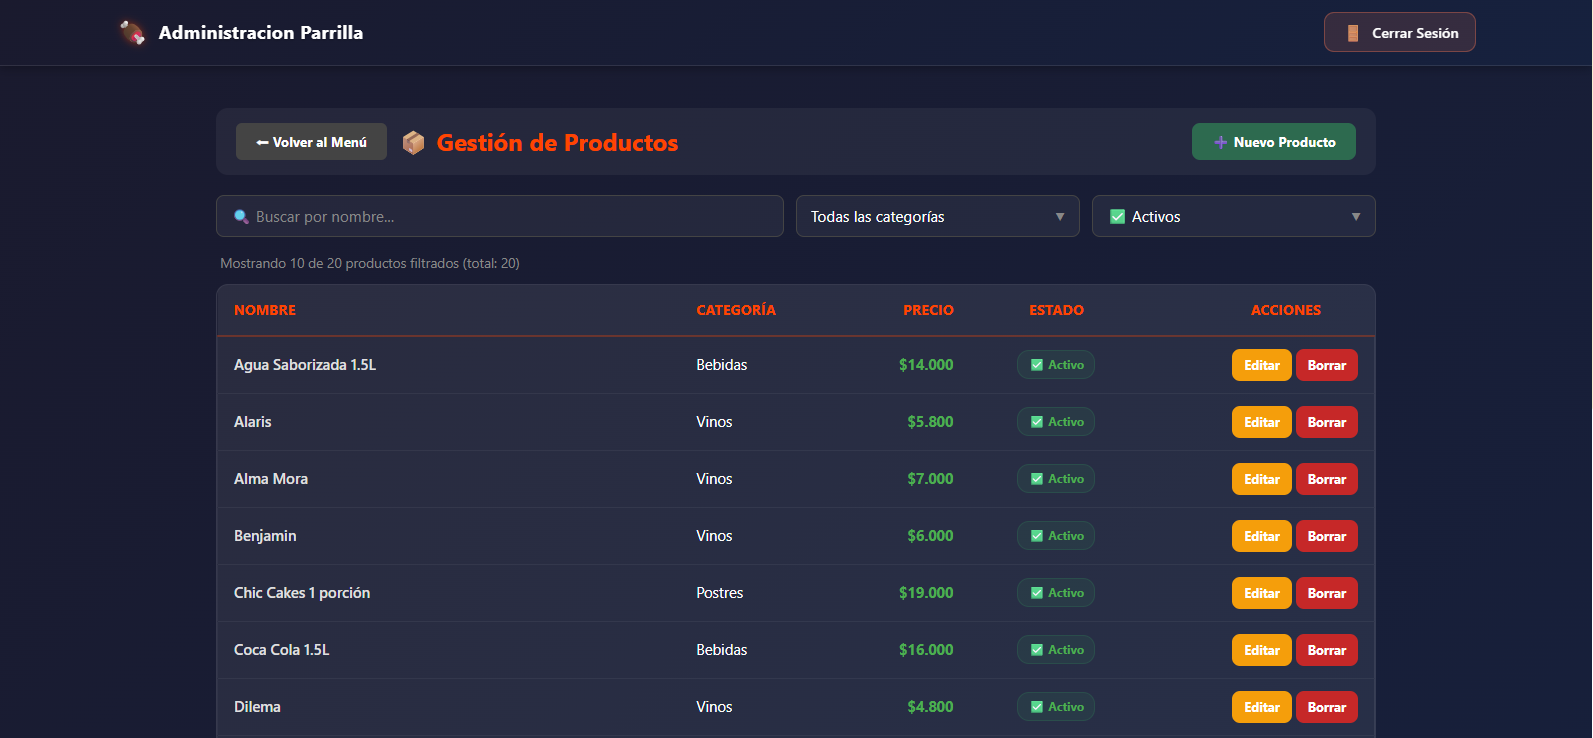 Administracion Parrilla
Cerrar Sesión
⬅ Volver al Menú
Gestión de Productos
➕ Nuevo Producto
🔍 Buscar por nombre...
Todas las categorías
✅ Activos
Mostrando 10 de 20 productos filtrados (total: 20)
NOMBRE CATEGORÍA PRECIO ESTADO ACCIONES
Agua Saborizada 1.5L Bebidas $14.000 ✅ Activo Editar Borrar
Alaris Vinos $5.800 ✅ Activo Editar Borrar
Alma Mora Vinos $7.000 ✅ Activo Editar Borrar
Benjamin Vinos $6.000 ✅ Activo Editar Borrar
Chic Cakes 1 porción Postres $19.000 ✅ Activo Editar Borrar
Coca Cola 1.5L Bebidas $16.000 ✅ Activo Editar Borrar
Dilema Vinos $4.800 ✅ Activo Editar Borrar